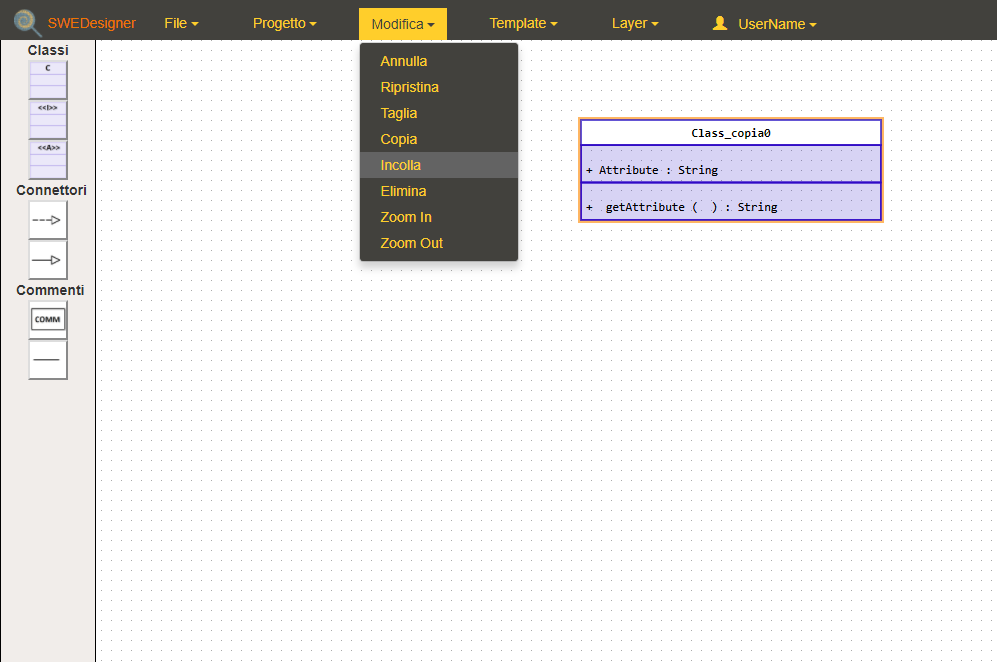 SWEDesigner File Progetto Modifica Template Layer UserName
Classi
C
<<I>>
<<A>>
Connettori
Commenti
COMM
Annulla
Ripristina
Taglia
Copia
Incolla
Elimina
Zoom In
Zoom Out
Class_copia0
+ Attribute : String
+ getAttribute ( ) : String